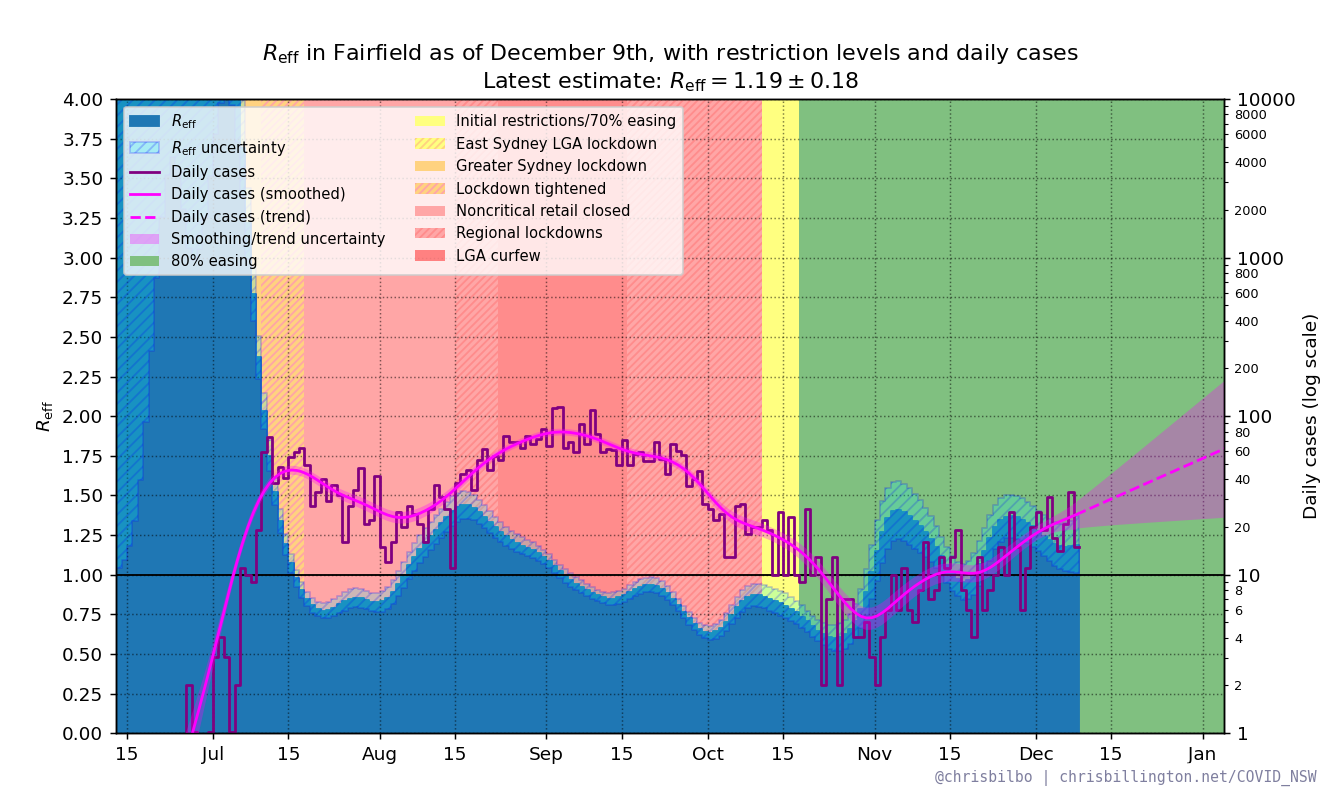 R_eff in Fairfield as of December 9th, with restriction levels and daily cases
Latest estimate: R_eff = 1.19 ± 0.18
R_eff
R_eff uncertainty
Daily cases
Daily cases (smoothed)
Daily cases (trend)
Smoothing/trend uncertainty
80% easing
Initial restrictions/70% easing
East Sydney LGA lockdown
Greater Sydney lockdown
Lockdown tightened
Noncritical retail closed
Regional lockdowns
LGA curfew
R_eff
4.00
3.75
3.50
3.25
3.00
2.75
2.50
2.25
2.00
1.75
1.50
1.25
1.00
0.75
0.50
0.25
0.00
15 Jul 15 Aug 15 Sep 15 Oct 15 Nov 15 Dec 15 Jan
10000
8000
6000
4000
2000
1000
800
600
400
200
100
80
60
40
20
10
8
6
4
2
1
Daily cases (log scale)
@chrisbilbo | chrisbillington.net/COVID_NSW